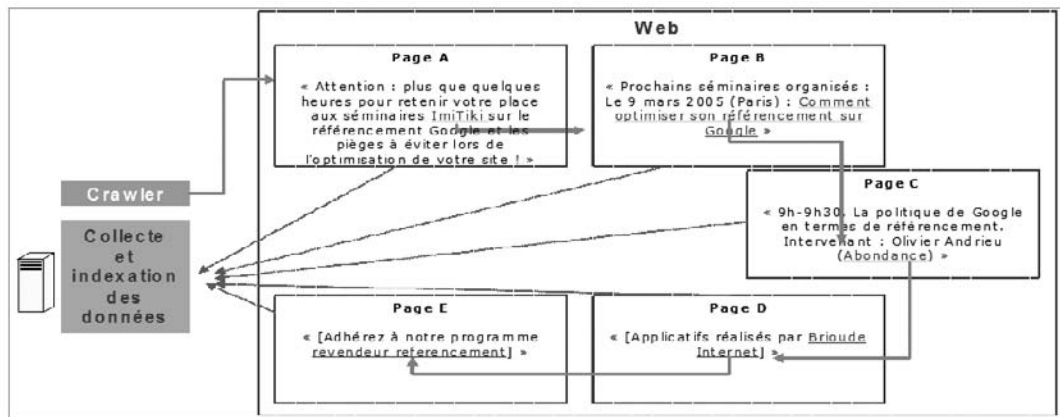 Web
Page A
« Attention : plus que quelques
heures pour retenir votre place
aux séminaires ImiTiki sur le
référencement Google et les
pièges à éviter lors de
l'optimisation de votre site ! »
Page B
« Prochains séminaires organisés :
Le 9 mars 2005 (Paris) : Comment
optimiser son référencement sur
Google »
Crawler
Collecte
et
indexation
des
données
Page C
« 9h-9h30. La politique de Google
en termes de référencement.
Intervenant : Olivier Andrieu
(Abondance) »
Page E
« [Adhérez à notre programme
revendeur referencement] »
Page D
« [Applicatifs réalisés par Brioude
Internet] »